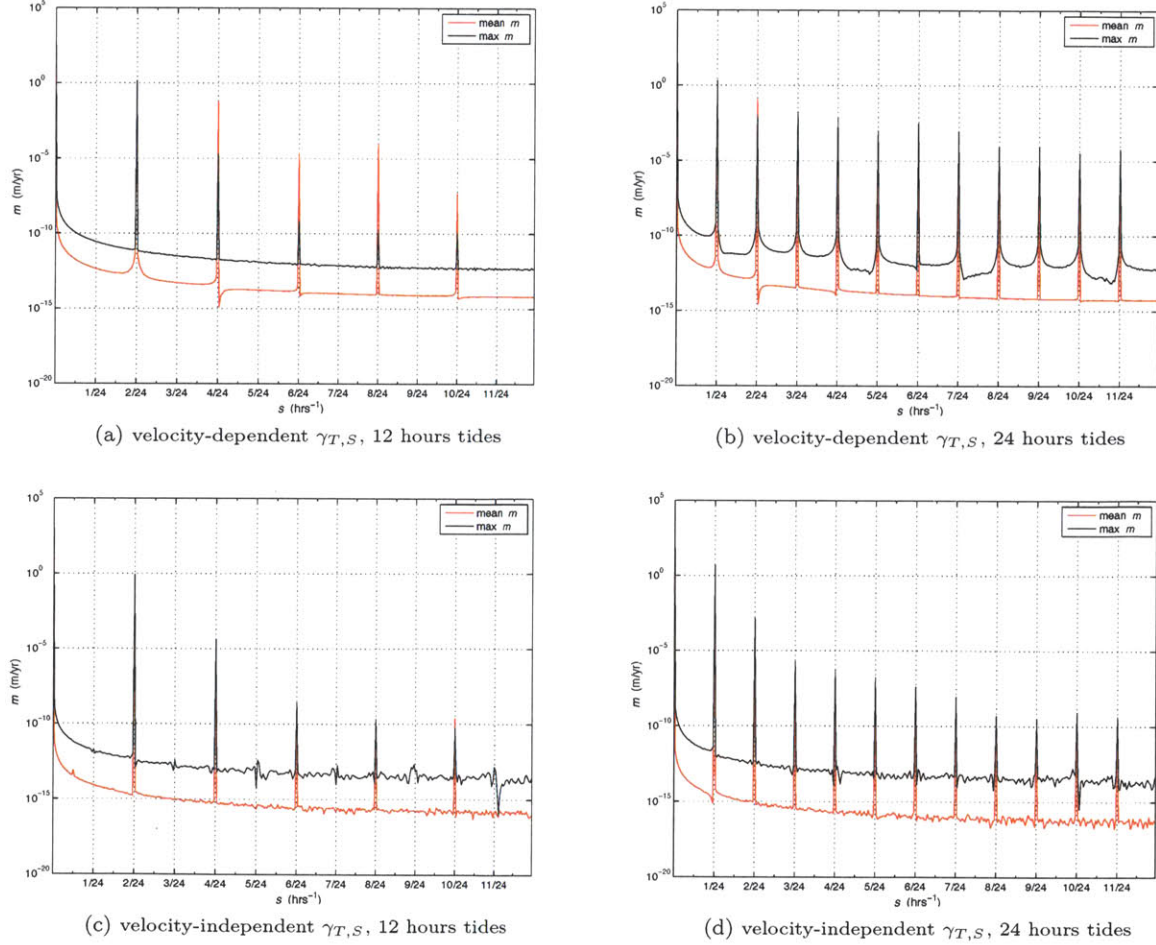 10^5
10^0
10^-5
10^-10
10^-15
10^-20
m (m/yr)
mean m
max m
1/24 2/24 3/24 4/24 5/24 6/24 7/24 8/24 9/24 10/24 11/24
s (hrs^-1)
(a) velocity-dependent γT,S, 12 hours tides
10^5
10^0
10^-5
10^-10
10^-15
10^-20
m (m/yr)
mean m
max m
1/24 2/24 3/24 4/24 5/24 6/24 7/24 8/24 9/24 10/24 11/24
s (hrs^-1)
(b) velocity-dependent γT,S, 24 hours tides
10^5
10^0
10^-5
10^-10
10^-15
10^-20
m (m/yr)
mean m
max m
1/24 2/24 3/24 4/24 5/24 6/24 7/24 8/24 9/24 10/24 11/24
s (hrs^-1)
(c) velocity-independent γT,S, 12 hours tides
10^5
10^0
10^-5
10^-10
10^-15
10^-20
m (m/yr)
mean m
max m
1/24 2/24 3/24 4/24 5/24 6/24 7/24 8/24 9/24 10/24 11/24
s (hrs^-1)
(d) velocity-independent γT,S, 24 hours tides